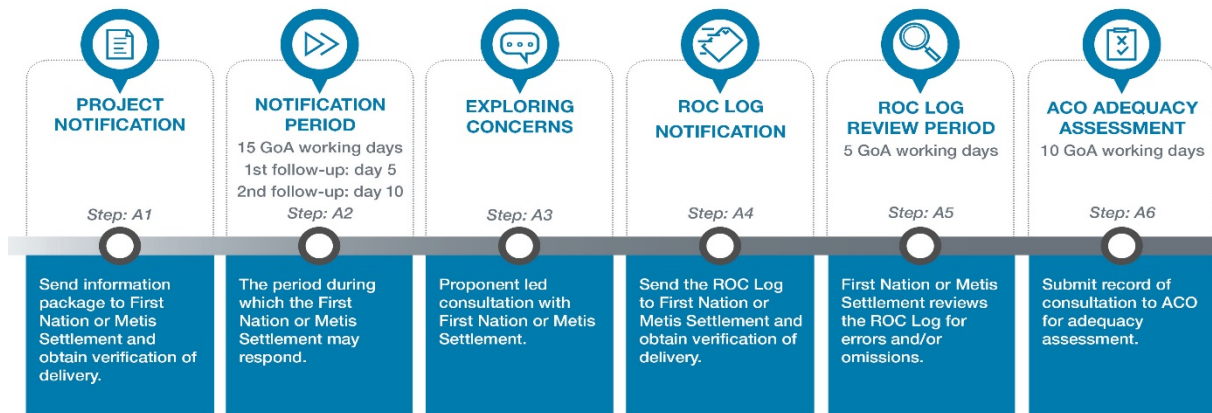 PROJECT
NOTIFICATION
Step: A1
Send information
package to First
Nation or Metis
Settlement and
obtain verification of
delivery.
NOTIFICATION
PERIOD
15 GoA working days
1st follow-up: day 5
2nd follow-up: day 10
Step: A2
The period during
which the First
Nation or Metis
Settlement may
respond.
EXPLORING
CONCERNS
Step: A3
Proponent led
consultation with
First Nation or Metis
Settlement.
ROC LOG
NOTIFICATION
Step: A4
Send the ROC Log
to First Nation or
Metis Settlement and
obtain verification of
delivery.
ROC LOG
REVIEW PERIOD
5 GoA working days
Step: A5
First Nation or Metis
Settlement reviews
the ROC Log for
errors and/or
omissions.
ACO ADEQUACY
ASSESSMENT
10 GoA working days
Step: A6
Submit record of
consultation to ACO
for adequacy
assessment.